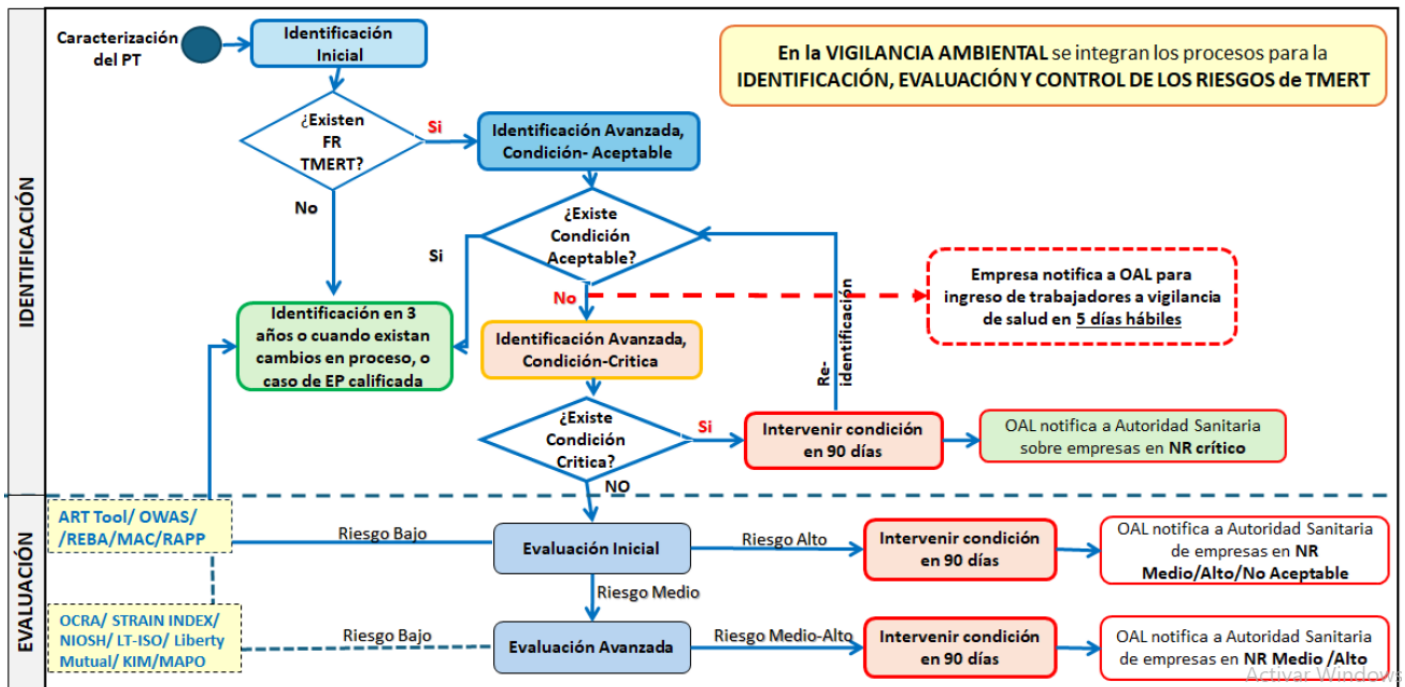 Caracterización
del PT
Identificación
Inicial
En la VIGILANCIA AMBIENTAL se integran los procesos para la
IDENTIFICACIÓN, EVALUACIÓN Y CONTROL DE LOS RIESGOS de TMERT
IDENTIFICACIÓN
¿Existen
FR
TMERT?
Si
Identificación Avanzada,
Condición- Aceptable
No
¿Existe
Condición
Aceptable?
Si
No
Re-
identificación
Empresa notifica a OAL para
ingreso de trabajadores a vigilancia
de salud en 5 días hábiles
Identificación en 3
años o cuando existan
cambios en proceso, o
caso de EP calificada
Identificación Avanzada,
Condición-Critica
¿Existe
Condición
Critica?
Si
Intervenir condición
en 90 días
OAL notifica a Autoridad Sanitaria
sobre empresas en NR crítico
NO
EVALUACIÓN
ART Tool/ OWAS/
/REBA/MAC/RAPP
Riesgo Bajo
Evaluación Inicial
Riesgo Alto
Intervenir condición
en 90 días
OAL notifica a Autoridad Sanitaria
de empresas en NR
Medio/Alto/No Aceptable
Riesgo Medio
OCRA/ STRAIN INDEX/
NIOSH/ LT-ISO/ Liberty
Mutual/ KIM/MAPO
Riesgo Bajo
Evaluación Avanzada
Riesgo Medio-Alto
Intervenir condición
en 90 días
OAL notifica a Autoridad Sanitaria
de empresas en NR Medio /Alto
Activar Windows